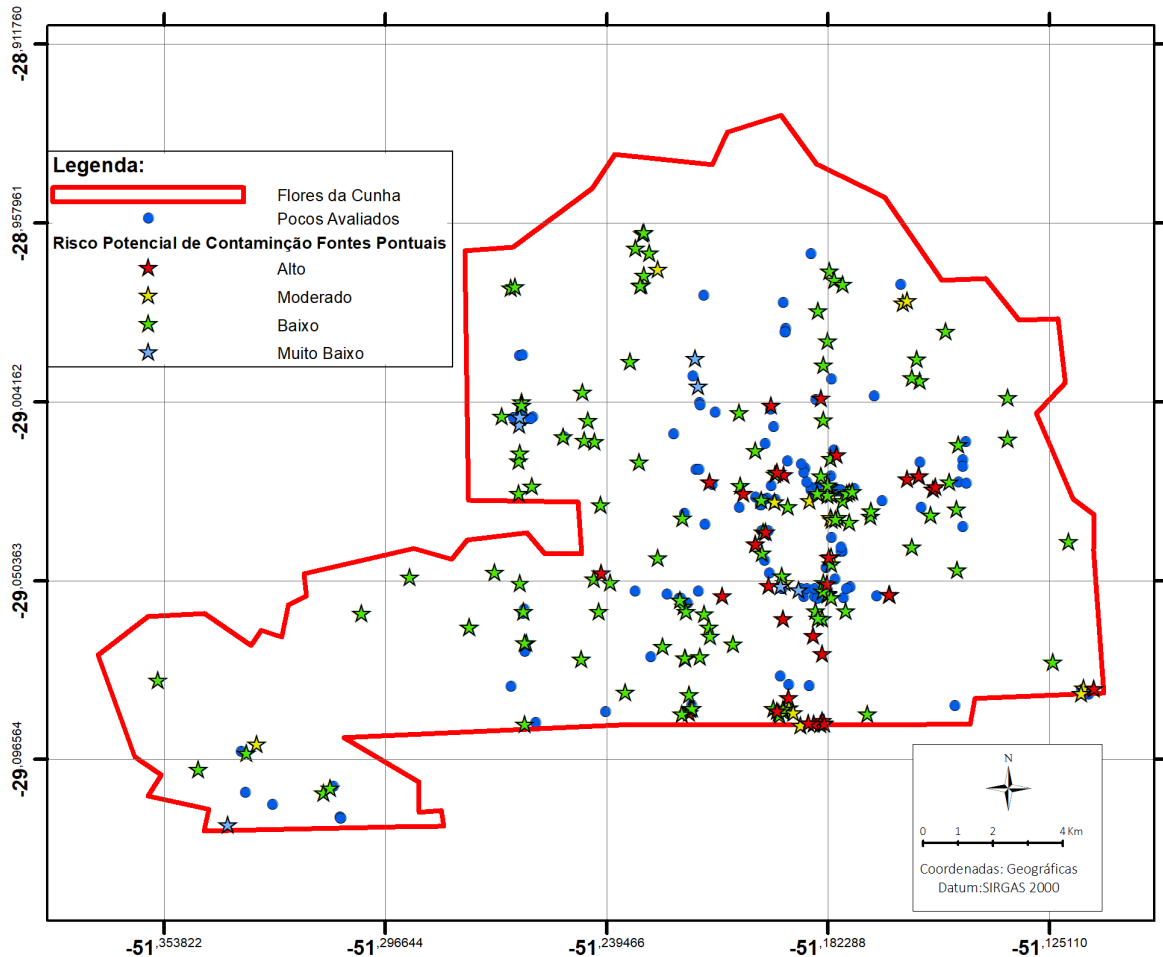 -28,911760
-28,957961
-29,004162
-29,050363
-29,096564
Legenda:
Flores da Cunha
Pocos Avaliados
Risco Potencial de Contaminção Fontes Pontuais
Alto
Moderado
Baixo
Muito Baixo
N
0 1 2 4 Km
Coordenadas: Geográficas
Datum:SIRGAS 2000
-51,353822 -51,296644 -51,239466 -51,182288 -51,125110